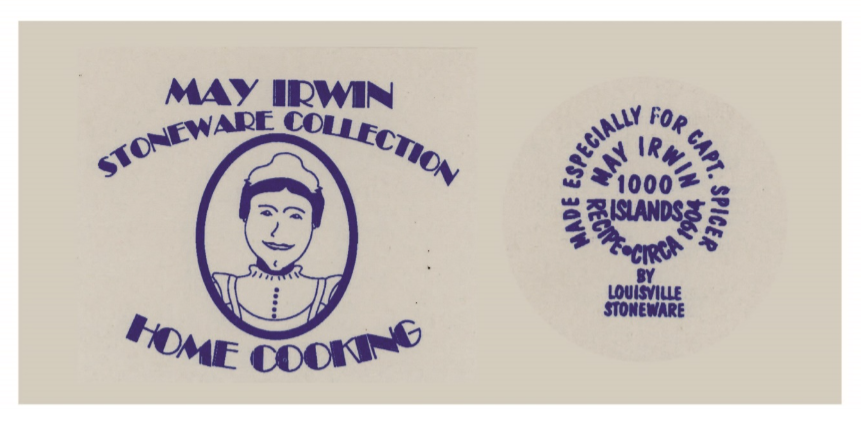 MAY IRWIN
STONEWARE COLLECTION
HOME COOKING
MADE ESPECIALLY FOR CAPT. SPICER
MAY IRWIN
1000
ISLANDS
RECIPE • CIRCA 1904
BY
LOUISVILLE
STONEWARE